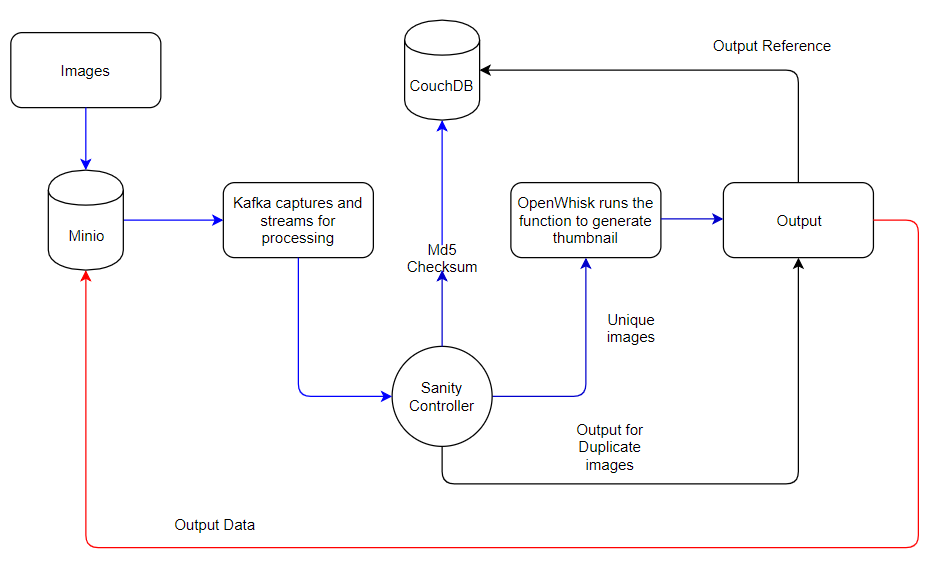 Output Reference
Images
CouchDB
Kafka captures and
streams for
processing
OpenWhisk runs the
function to generate
thumbnail
Output
Minio
Md5
Checksum
Unique
images
Sanity
Controller
Output for
Duplicate
images
Output Data